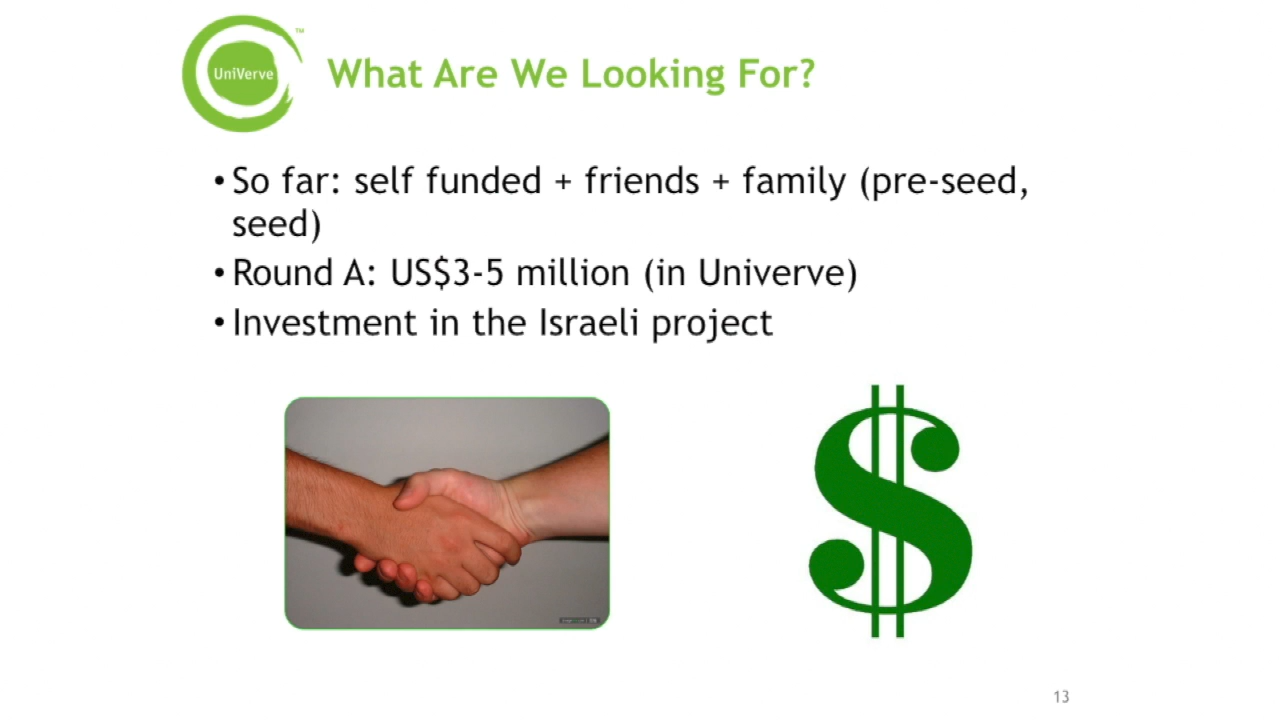 UniVerve
TM
What Are We Looking For?
• So far: self funded + friends + family (pre-seed,
seed)
• Round A: US$3-5 million (in Univerve)
• Investment in the Israeli project
$
13